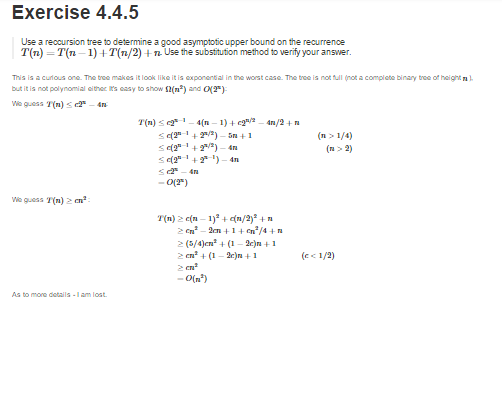 Exercise 4.4.5
Use a reccursion tree to determine a good asymptotic upper bound on the recurrence
T(n) = T(n − 1) + T(n/2) + n. Use the substitution method to verify your answer.
This is a curious one. The tree makes it look like it is exponential in the worst case. The tree is not full (not a complete binary tree of height n ),
but it is not polynomial either. It's easy to show Ω(n²) and O(2ⁿ):
We guess T(n) ≤ c2ⁿ − 4n:
T(n) ≤ c2ⁿ⁻¹ − 4(n − 1) + c2ⁿ/² − 4n/2 + n
≤ c(2ⁿ⁻¹ + 2ⁿ/²) − 5n + 1 (n > 1/4)
≤ c(2ⁿ⁻¹ + 2ⁿ/²) − 4n (n > 2)
≤ c(2ⁿ⁻¹ + 2ⁿ⁻¹) − 4n
≤ c2ⁿ − 4n
= O(2ⁿ)
We guess T(n) ≥ cn²:
T(n) ≥ c(n − 1)² + c(n/2)² + n
≥ cn² − 2cn + 1 + cn²/4 + n
≥ (5/4)cn² + (1 − 2c)n + 1
≥ cn² + (1 − 2c)n + 1 (c < 1/2)
≥ cn²
= O(n²)
As to more details - I am lost.